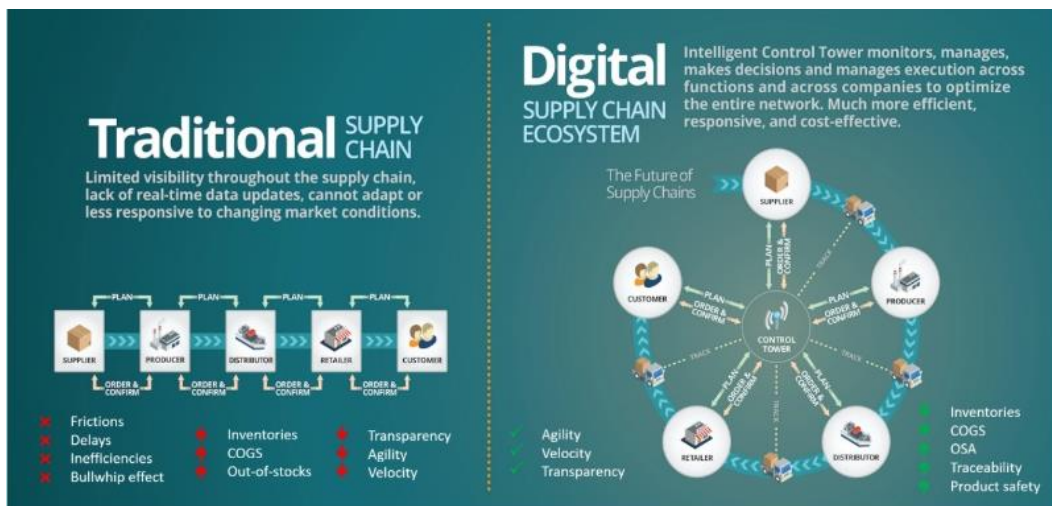 Traditional SUPPLY
CHAIN
Limited visibility throughout the supply chain,
lack of real-time data updates, cannot adapt or
less responsive to changing market conditions.
PLAN
PLAN
PLAN
PLAN
SUPPLIER
PRODUCER
DISTRIBUTOR
RETAILER
CUSTOMER
ORDER &
CONFIRM
ORDER &
CONFIRM
ORDER &
CONFIRM
ORDER &
CONFIRM
Frictions
Delays
Inefficiencies
Bullwhip effect
Inventories
COGS
Out-of-stocks
Transparency
Agility
Velocity
Digital
SUPPLY CHAIN
ECOSYSTEM
Intelligent Control Tower monitors, manages,
makes decisions and manages execution across
functions and across companies to optimize
the entire network. Much more efficient,
responsive, and cost-effective.
The Future of
Supply Chains
SUPPLIER
PLAN
ORDER &
CONFIRM
TRACK
CUSTOMER
PLAN
ORDER &
CONFIRM
PLAN
ORDER &
CONFIRM
PRODUCER
CONTROL
TOWER
TRACK
TRACK
PLAN
ORDER &
CONFIRM
TRACK
PLAN
ORDER &
CONFIRM
RETAILER
DISTRIBUTOR
Agility
Velocity
Transparency
Inventories
COGS
OSA
Traceability
Product safety